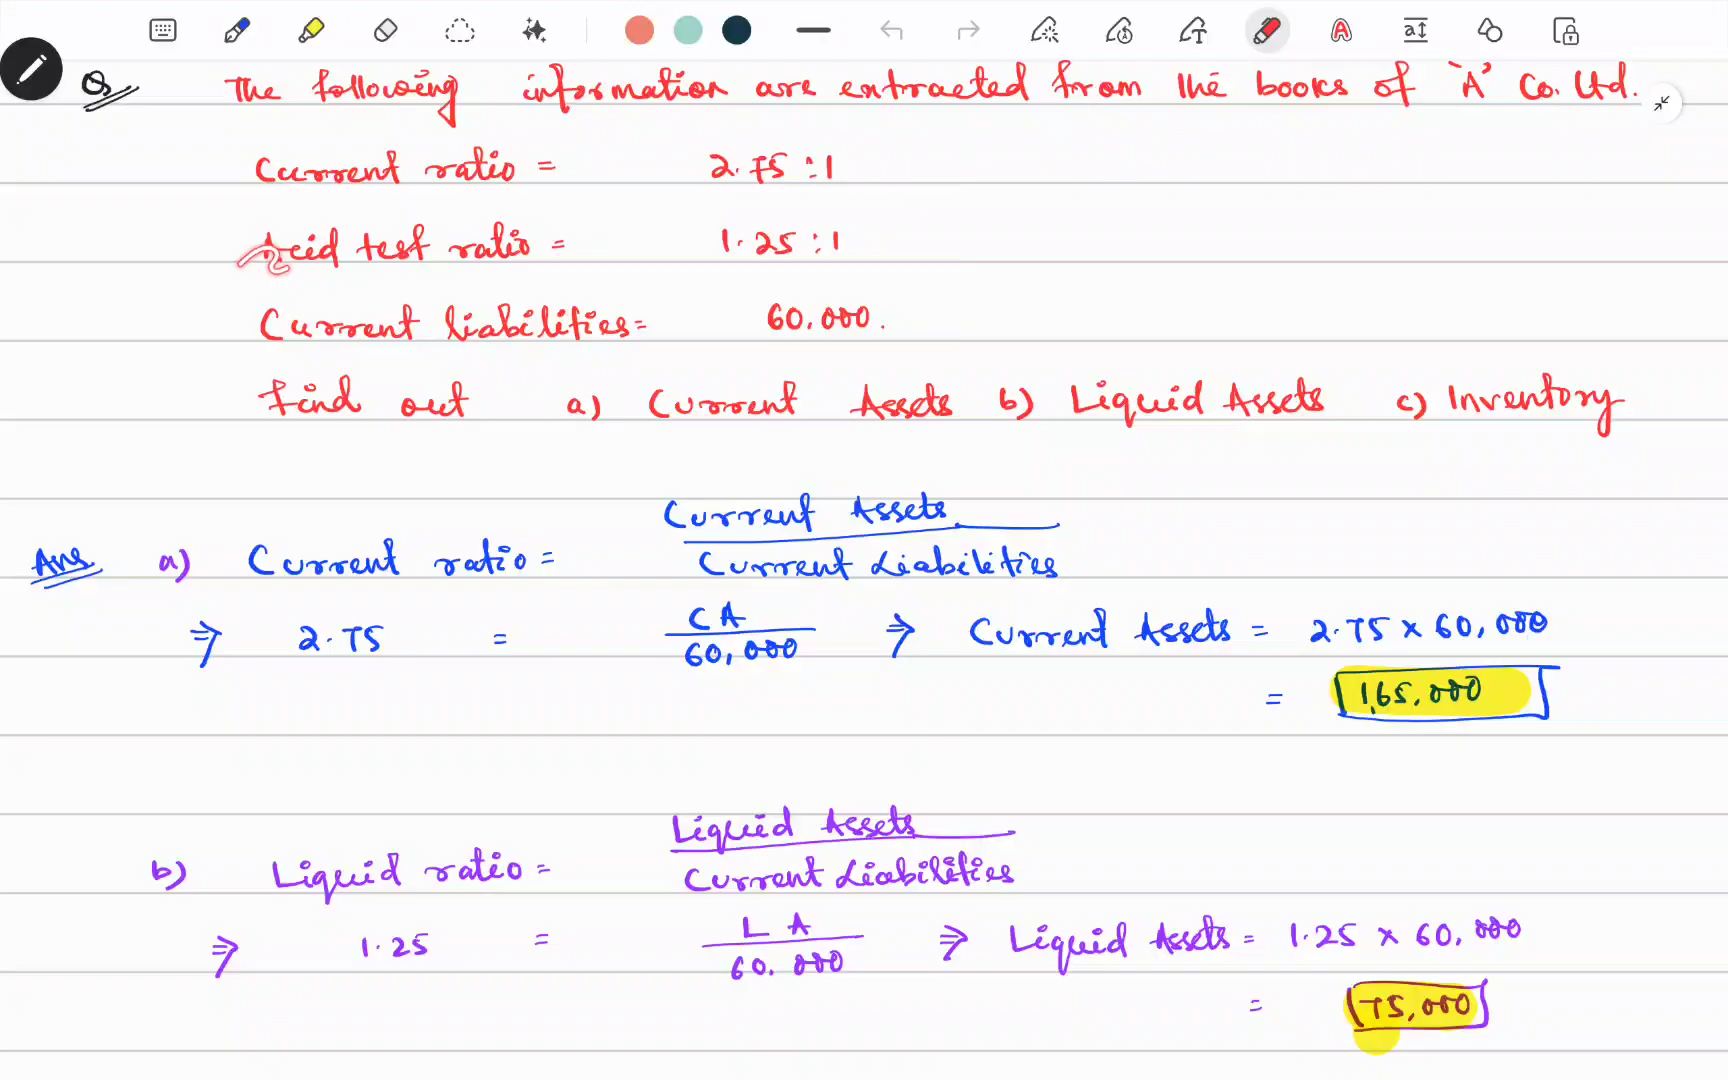 Q The following information are extracted from the books of 'A' Co. Ltd.
Current ratio = 2.75 : 1
Acid test ratio = 1.25 : 1
Current liabilities = 60,000.
Find out a) Current Assets b) Liquid Assets c) Inventory
Ans a) Current ratio = Current Assets / Current Liabilities
⇒ 2.75 = CA / 60,000 ⇒ Current Assets = 2.75 × 60,000
= 1,65,000
b) Liquid ratio = Liquid Assets / Current Liabilities
⇒ 1.25 = LA / 60,000 ⇒ Liquid Assets = 1.25 × 60,000
= 75,000